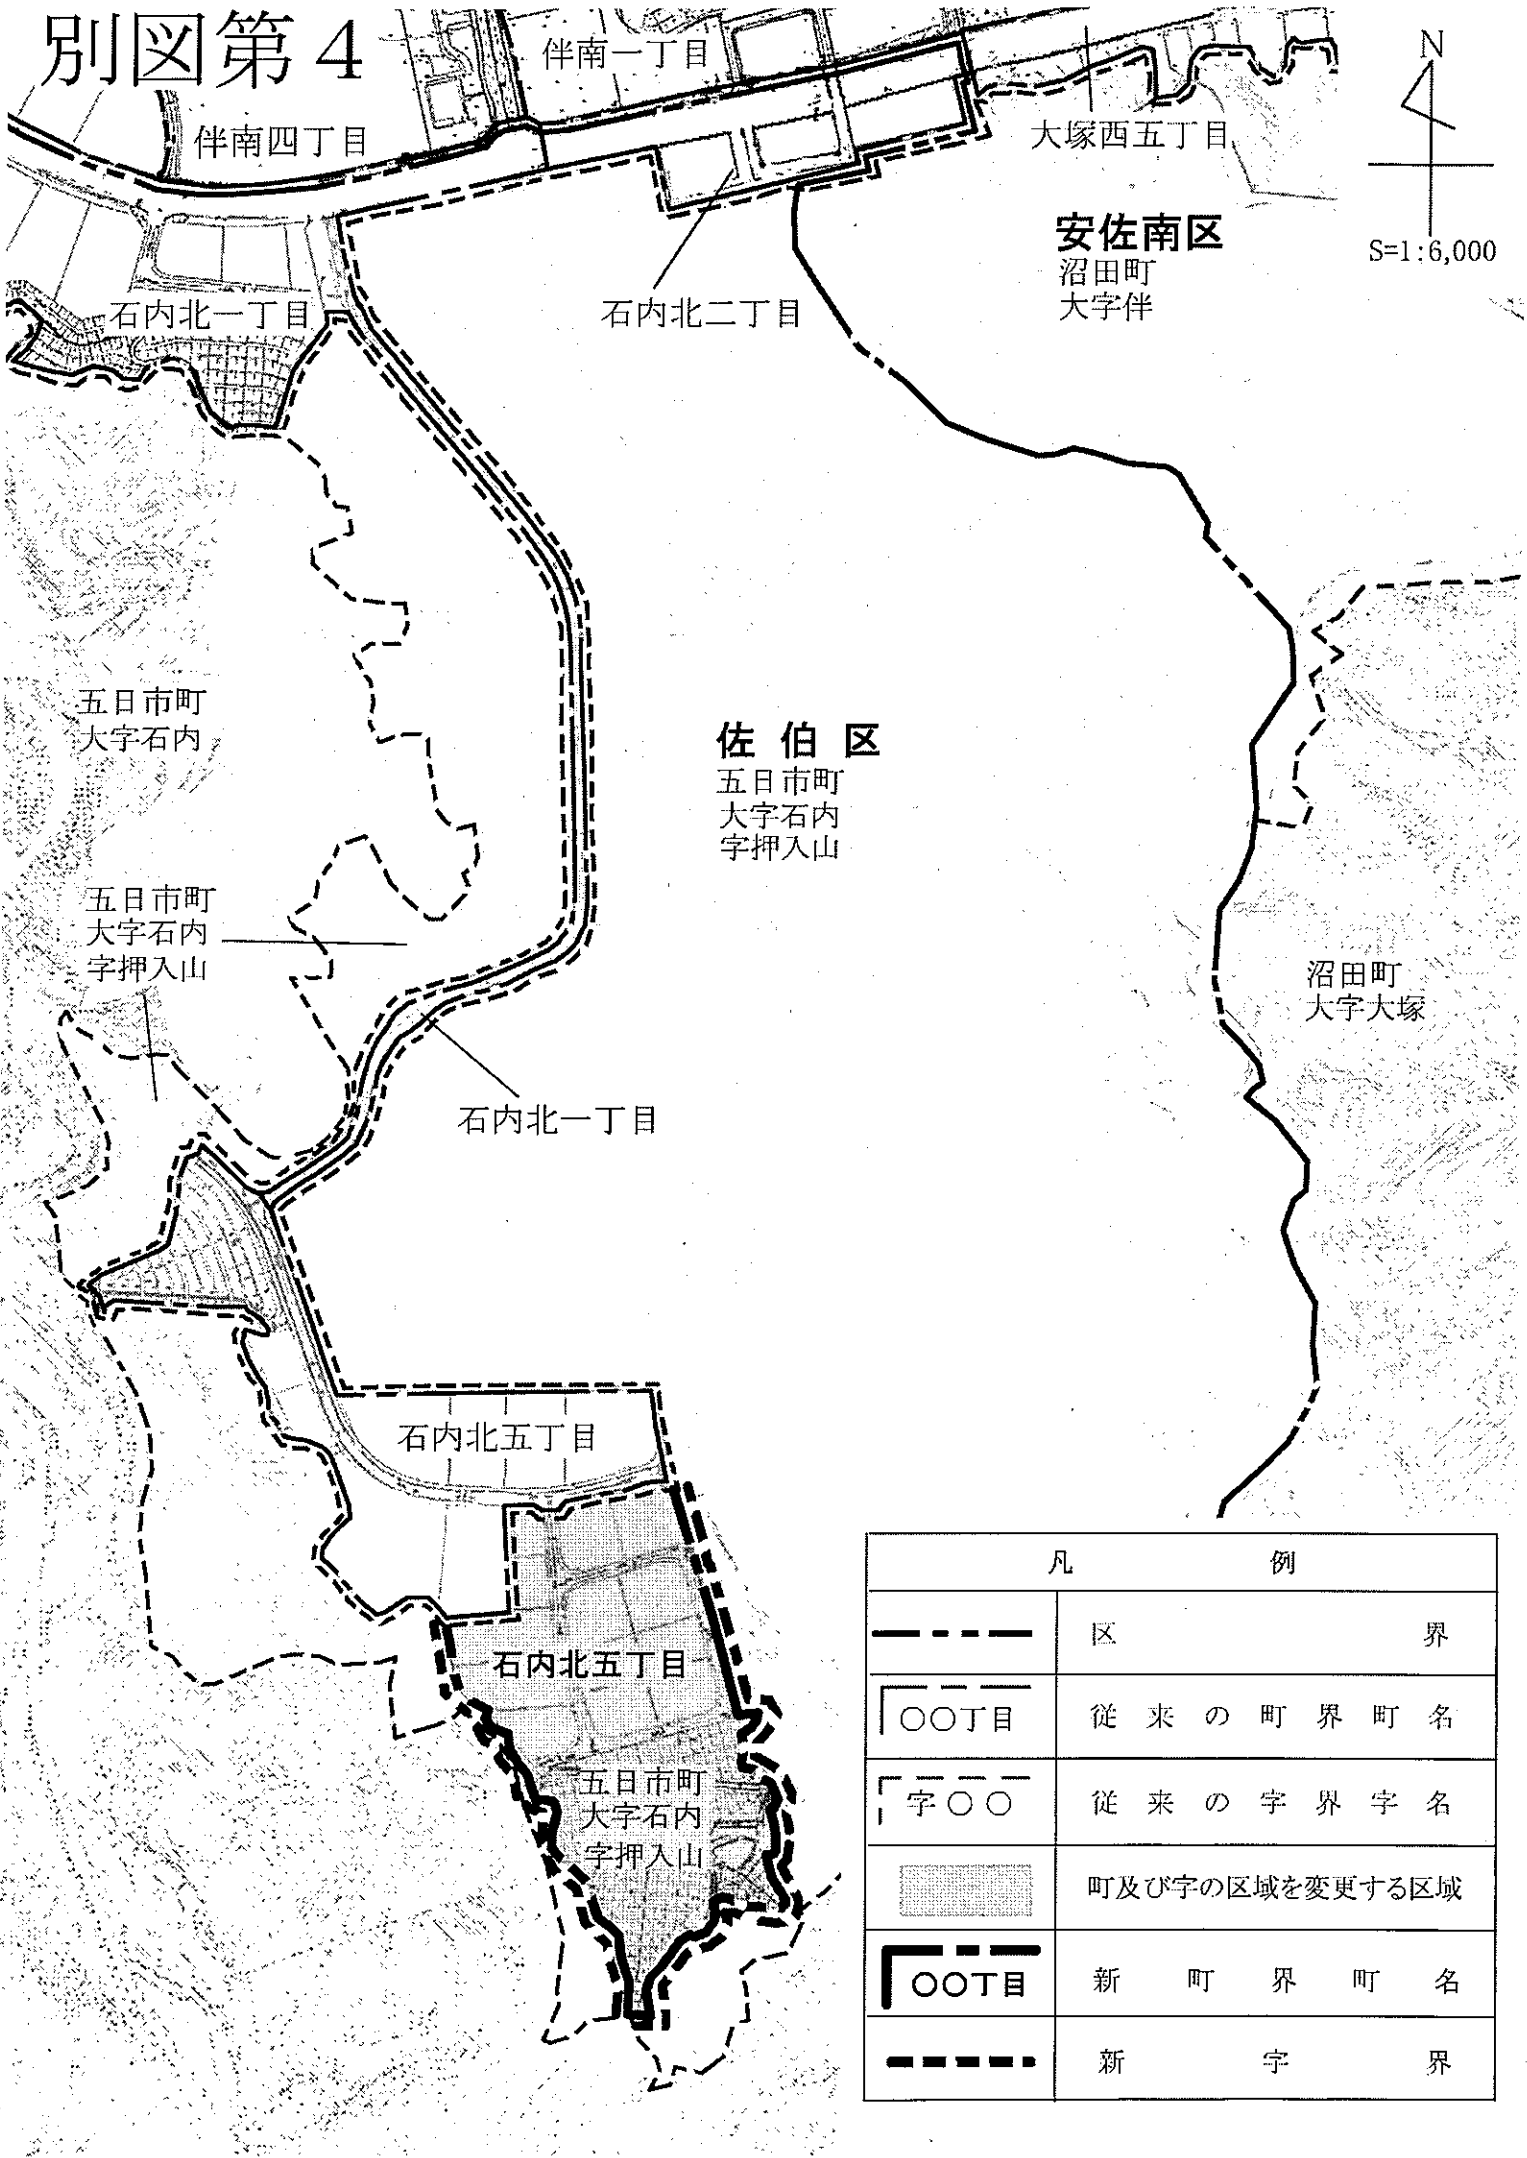 別図第４
伴南一丁目
伴南四丁目
大塚西五丁目
N
S=1:6,000
安佐南区
沼田町
大字伴
石内北一丁目
石内北二丁目
五日市町
大字石内
佐伯区
五日市町
大字石内
字押入山
五日市町
大字石内
字押入山
沼田町
大字大塚
石内北一丁目
石内北五丁目
石内北五丁目
五日市町
大字石内
字押入山
凡例
区界
〇〇丁目 従来の町界町名
字〇〇 従来の字界字名
町及び字の区域を変更する区域
〇〇丁目 新町界町名
新字界